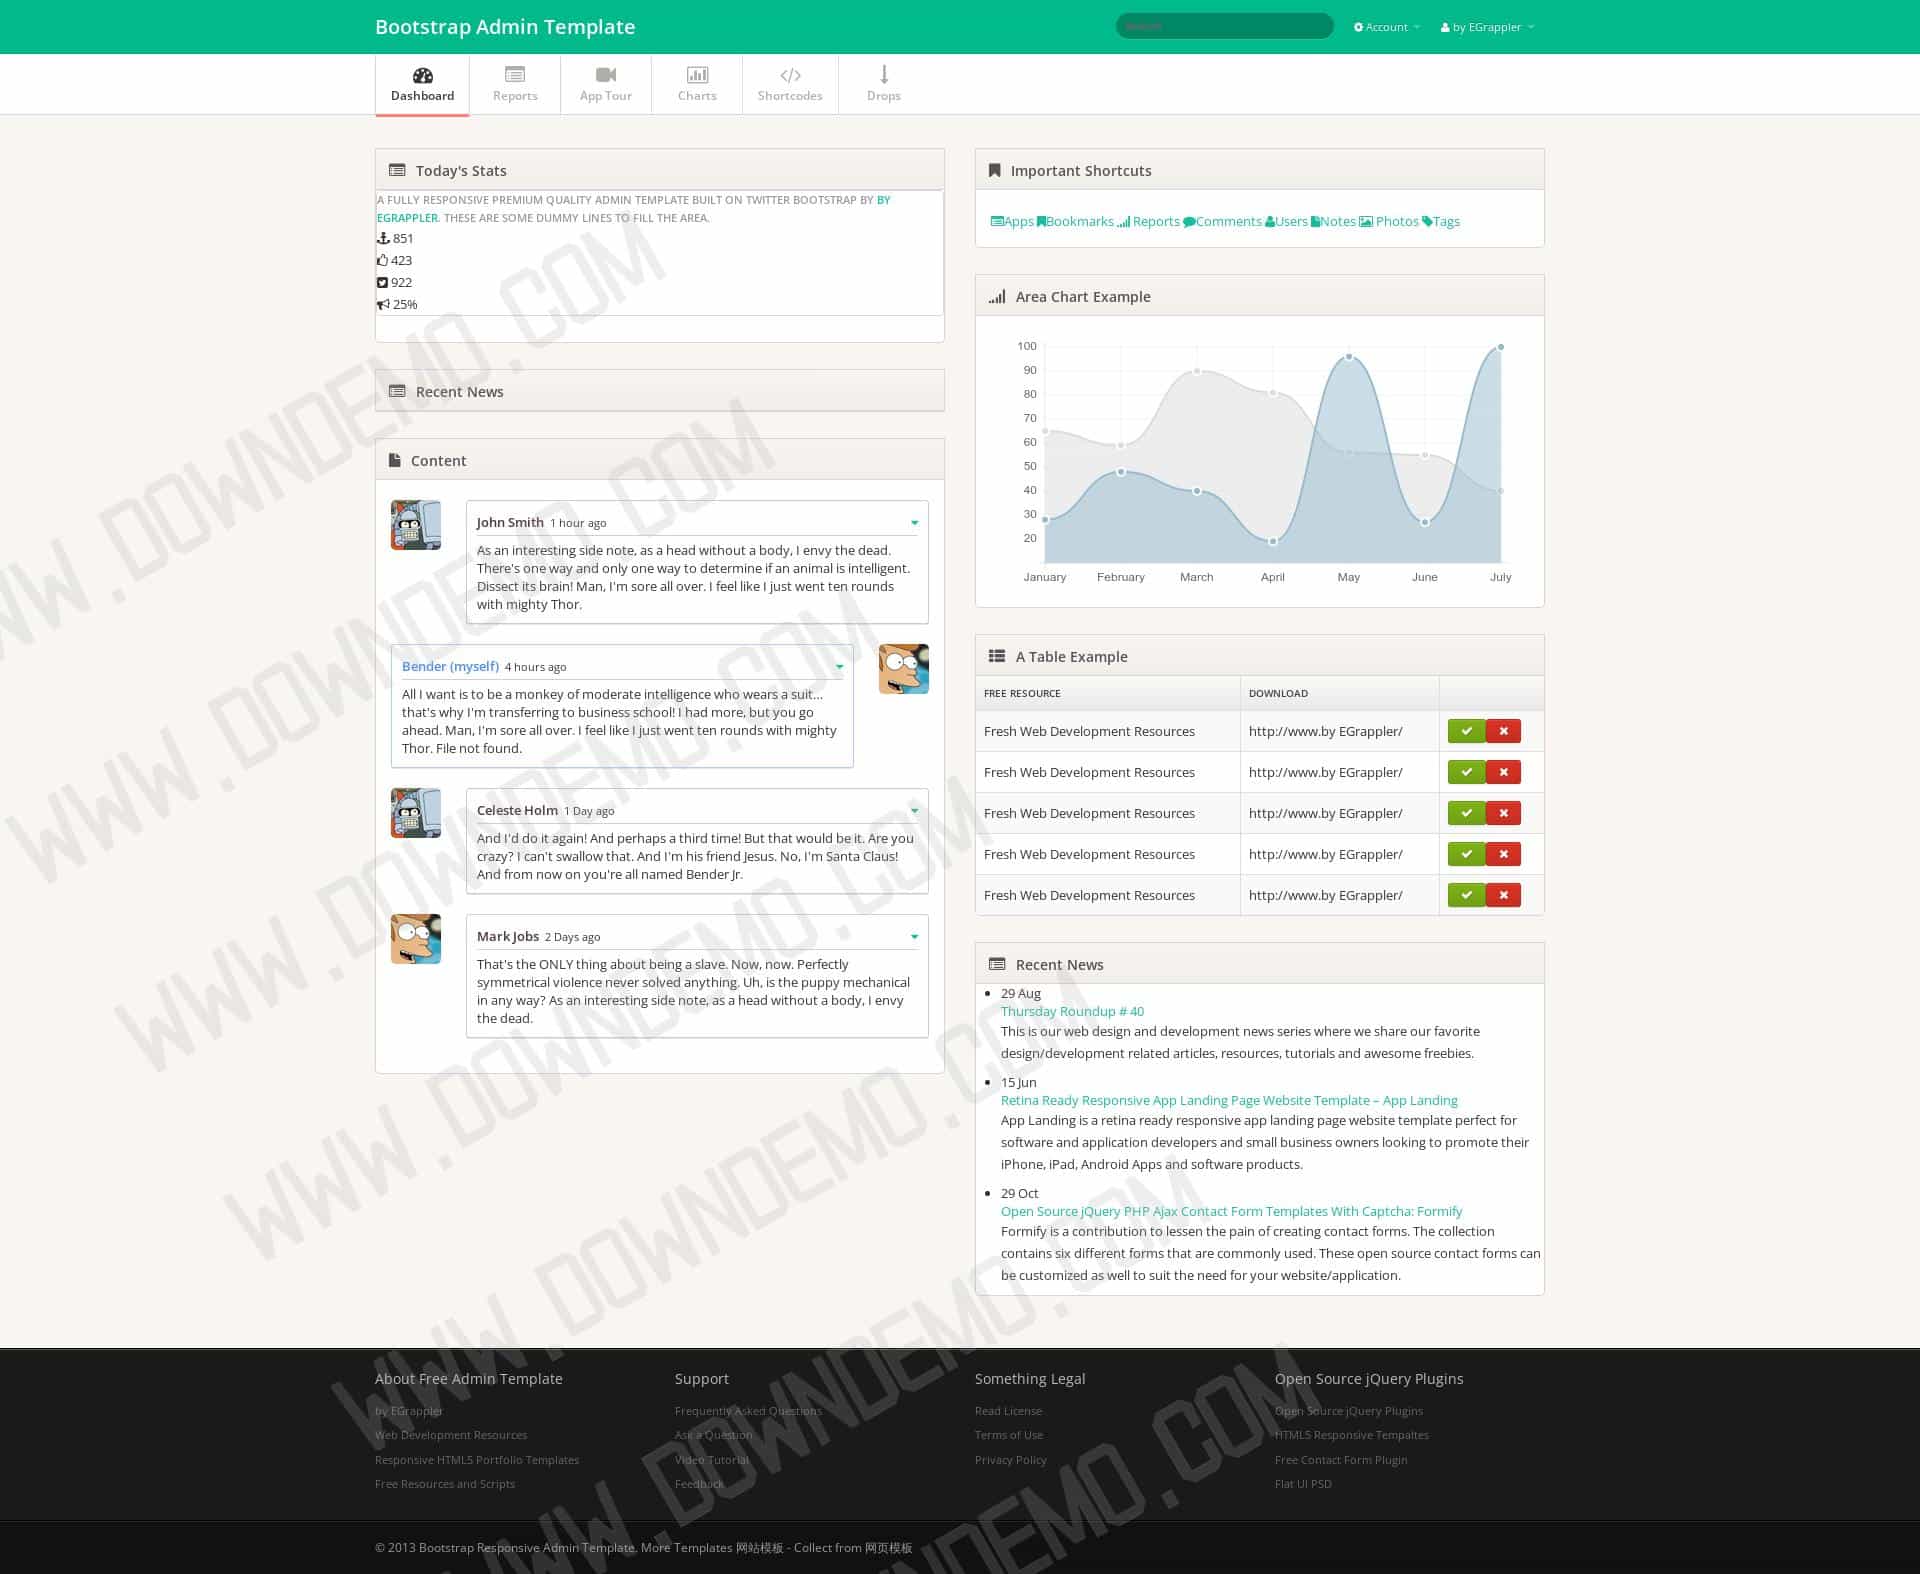 Bootstrap Admin Template
Search
Account
by EGrappler
Dashboard
Reports
App Tour
Charts
Shortcodes
Drops
Today's Stats
A FULLY RESPONSIVE PREMIUM QUALITY ADMIN TEMPLATE BUILT ON TWITTER BOOTSTRAP BY BY
EGRAPPLER. THESE ARE SOME DUMMY LINES TO FILL THE AREA.
851
423
922
25%
Recent News
Content
John Smith 1 hour ago
As an interesting side note, as a head without a body, I envy the dead.
There's one way and only one way to determine if an animal is intelligent.
Dissect its brain! Man, I'm sore all over. I feel like I just went ten rounds
with mighty Thor.
Bender (myself) 4 hours ago
All I want is to be a monkey of moderate intelligence who wears a suit...
that's why I'm transferring to business school! I had more, but you go
ahead. Man, I'm sore all over. I feel like I just went ten rounds with mighty
Thor. File not found.
Celeste Holm 1 Day ago
And I'd do it again! And perhaps a third time! But that would be it. Are you
crazy? I can't swallow that. And I'm his friend Jesus. No, I'm Santa Claus!
And from now on you're all named Bender Jr.
Mark Jobs 2 Days ago
That's the ONLY thing about being a slave. Now, now. Perfectly
symmetrical violence never solved anything. Uh, is the puppy mechanical
in any way? As an interesting side note, as a head without a body, I envy
the dead.
Important Shortcuts
Apps Bookmarks Reports Comments Users Notes Photos Tags
Area Chart Example
100
90
80
70
60
50
40
30
20
January February March April May June July
A Table Example
FREE RESOURCE DOWNLOAD
Fresh Web Development Resources http://www.by EGrappler/
Fresh Web Development Resources http://www.by EGrappler/
Fresh Web Development Resources http://www.by EGrappler/
Fresh Web Development Resources http://www.by EGrappler/
Fresh Web Development Resources http://www.by EGrappler/
Recent News
29 Aug
Thursday Roundup # 40
This is our web design and development news series where we share our favorite
design/development related articles, resources, tutorials and awesome freebies.
15 Jun
Retina Ready Responsive App Landing Page Website Template – App Landing
App Landing is a retina ready responsive app landing page website template perfect for
software and application developers and small business owners looking to promote their
iPhone, iPad, Android Apps and software products.
29 Oct
Open Source jQuery PHP Ajax Contact Form Templates With Captcha: Formify
Formify is a contribution to lessen the pain of creating contact forms. The collection
contains six different forms that are commonly used. These open source contact forms can
be customized as well to suit the need for your website/application.
About Free Admin Template
by EGrappler
Web Development Resources
Responsive HTML5 Portfolio Templates
Free Resources and Scripts
Support
Frequently Asked Questions
Ask a Question
Video Tutorial
Feedback
Something Legal
Read License
Terms of Use
Privacy Policy
Open Source jQuery Plugins
Open Source jQuery Plugins
HTML5 Responsive Tempaltes
Free Contact Form Plugin
Flat UI PSD
© 2013 Bootstrap Responsive Admin Template. More Templates 网站模板 - Collect from 网页模板
WWW.DOWNDEMO.COM
WWW.DOWNDEMO.COM
WWW.DOWNDEMO.COM
WWW.DOWNDEMO.COM
WWW.DOWNDEMO.COM
WWW.DOWNDEMO.COM
WWW.DOWNDEMO.COM